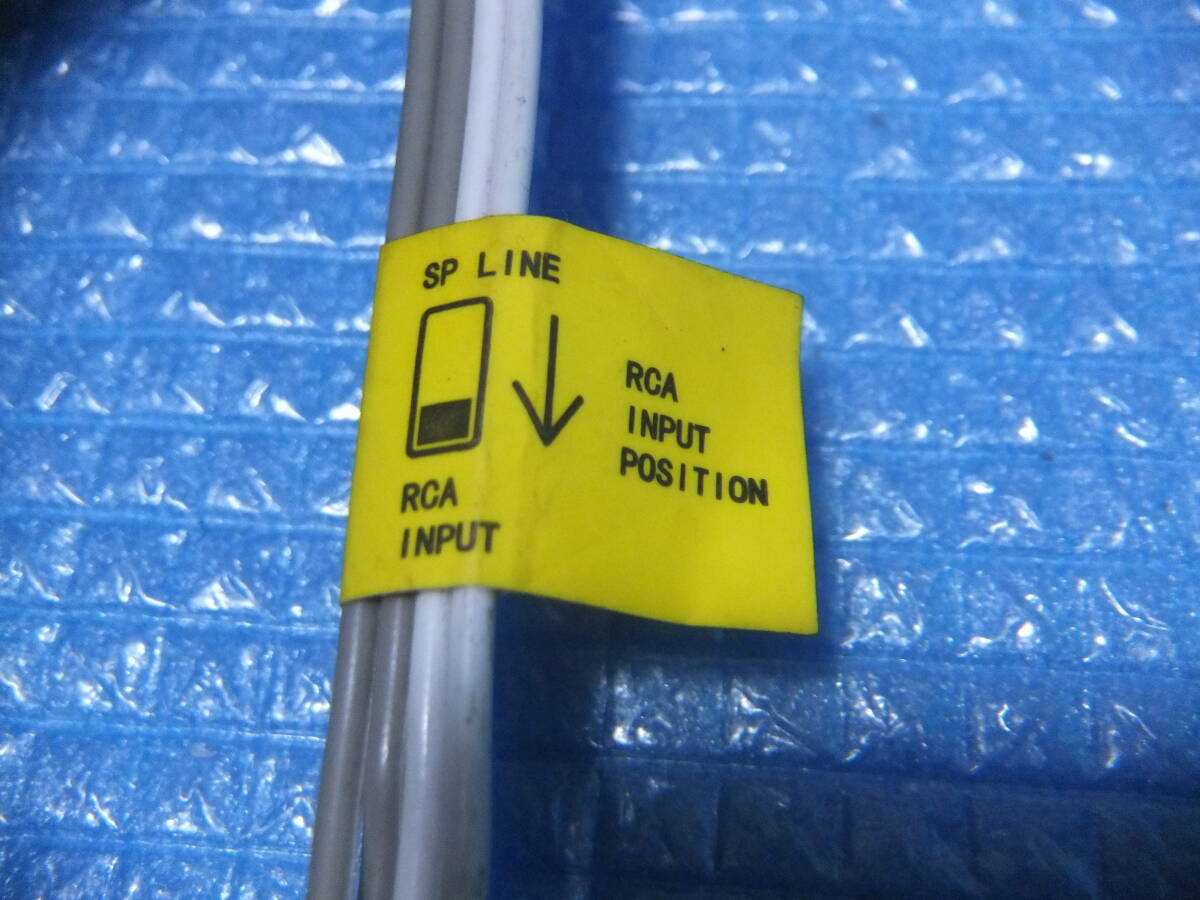 SP LINE
RCA
INPUT
RCA
INPUT
POSITION